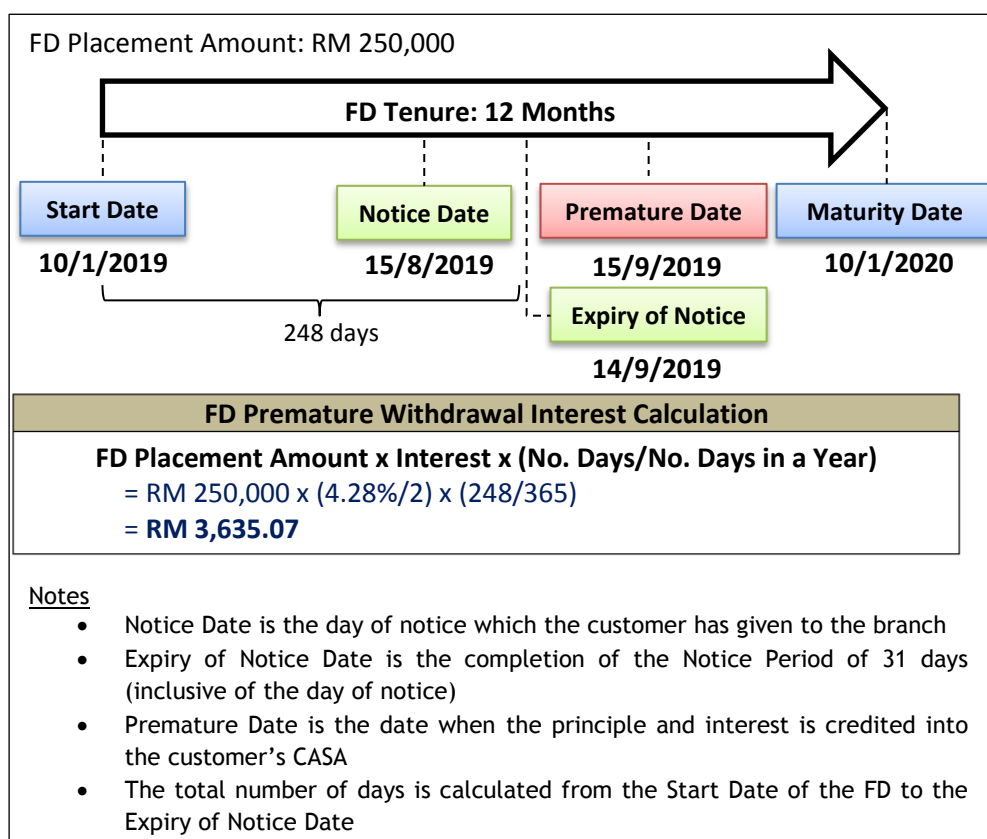 FD Placement Amount: RM 250,000
FD Tenure: 12 Months
Start Date
Notice Date
Premature Date
Maturity Date
10/1/2019
15/8/2019
15/9/2019
10/1/2020
248 days
Expiry of Notice
14/9/2019
FD Premature Withdrawal Interest Calculation
FD Placement Amount x Interest x (No. Days/No. Days in a Year)
= RM 250,000 x (4.28%/2) x (248/365)
= RM 3,635.07
Notes
• Notice Date is the day of notice which the customer has given to the branch
• Expiry of Notice Date is the completion of the Notice Period of 31 days
(inclusive of the day of notice)
• Premature Date is the date when the principle and interest is credited into
the customer’s CASA
• The total number of days is calculated from the Start Date of the FD to the
Expiry of Notice Date